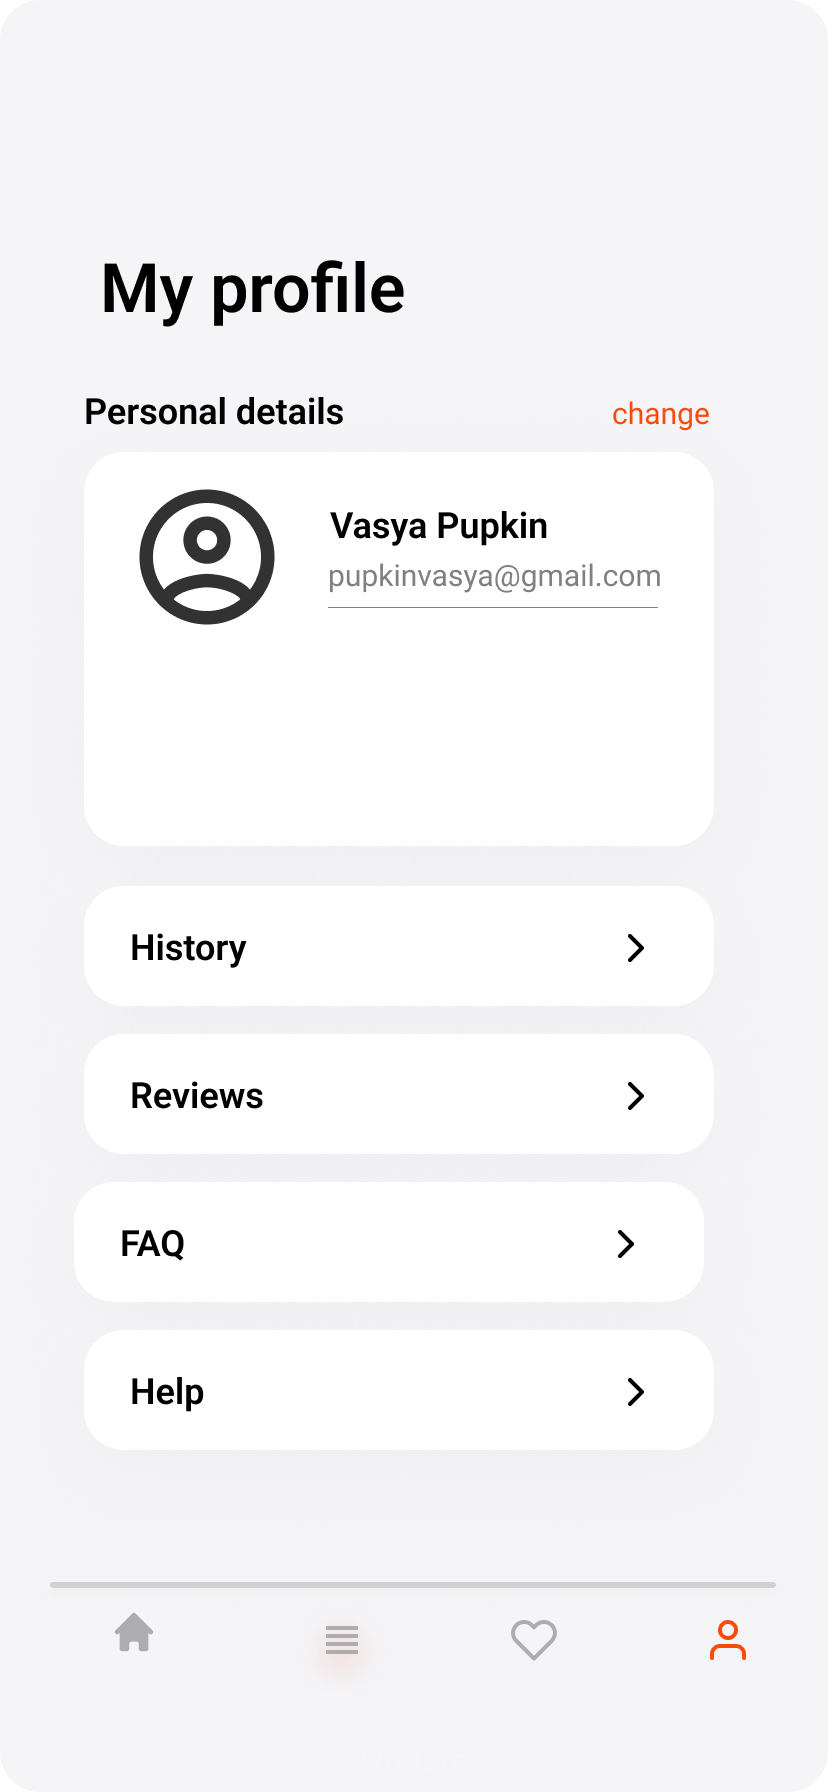 My profile
Personal details
change
Vasya Pupkin
pupkinvasya@gmail.com
History
Reviews
FAQ
Help